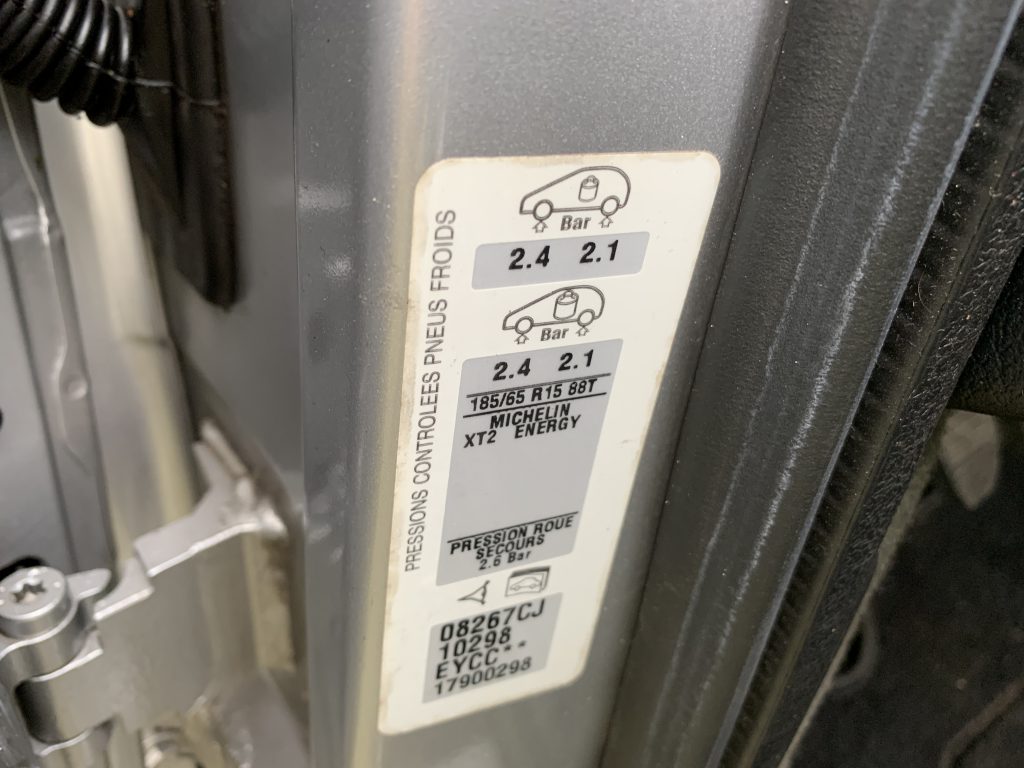 PRESSIONS CONTROLEES PNEUS FROIDS
Bar
2.4 2.1
Bar
2.4 2.1
185/65 R15 88T
MICHELIN
XT2 ENERGY
PRESSION ROUE
SECOURS
2.6 Bar
08267CJ
10298
EYCC**
17900298